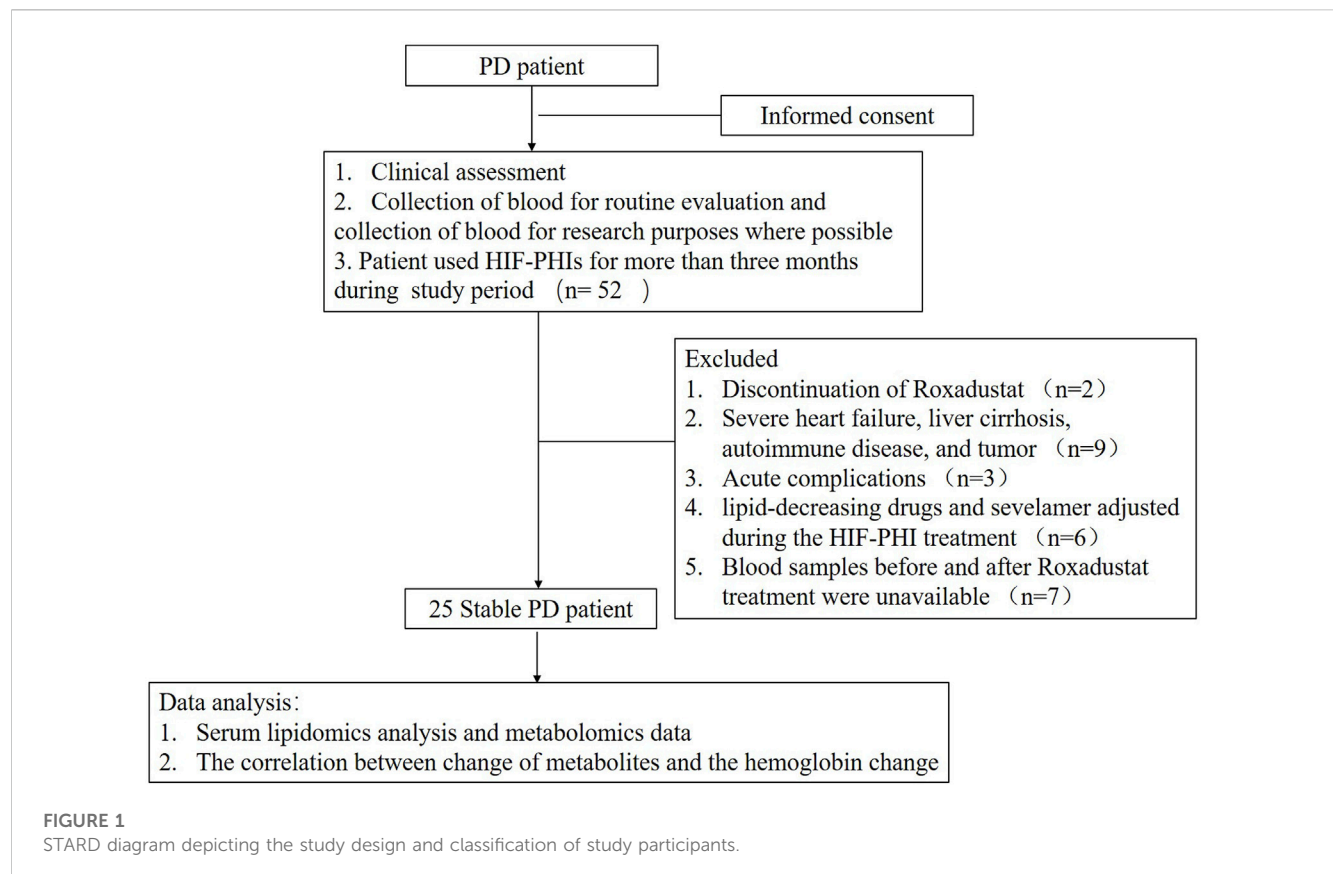 PD patient
Informed consent
1. Clinical assessment
2. Collection of blood for routine evaluation and
collection of blood for research purposes where possible
3. Patient used HIF-PHIs for more than three months
during study period （n= 52 ）
Excluded
1. Discontinuation of Roxadustat （n=2）
2. Severe heart failure, liver cirrhosis,
autoimmune disease, and tumor （n=9）
3. Acute complications （n=3）
4. lipid-decreasing drugs and sevelamer adjusted
during the HIF-PHI treatment （n=6）
5. Blood samples before and after Roxadustat
treatment were unavailable （n=7）
25 Stable PD patient
Data analysis：
1. Serum lipidomics analysis and metabolomics data
2. The correlation between change of metabolites and the hemoglobin change
FIGURE 1
STARD diagram depicting the study design and classification of study participants.